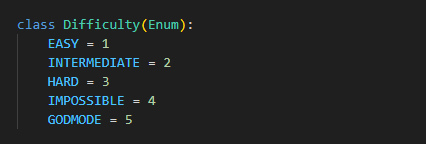 class Difficulty(Enum):
    EASY = 1
    INTERMEDIATE = 2
    HARD = 3
    IMPOSSIBLE = 4
    GODMODE = 5